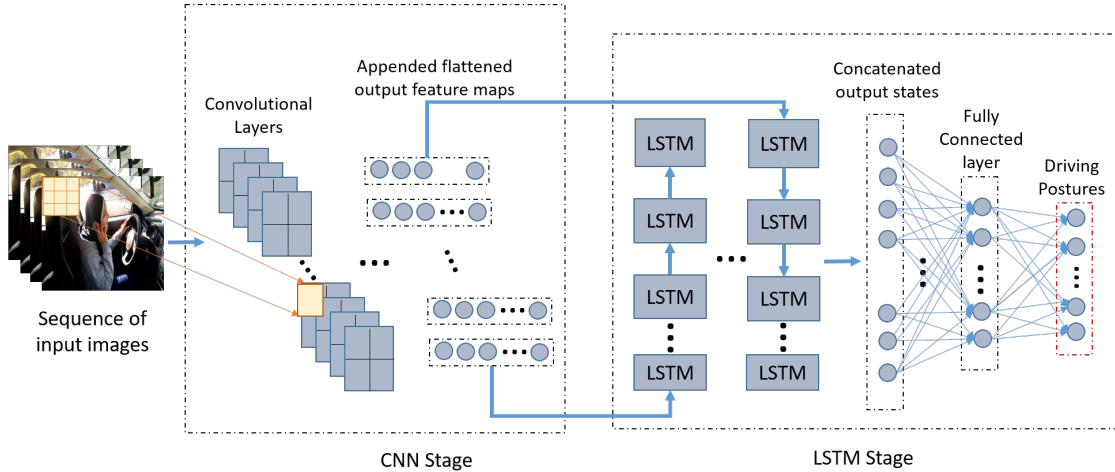 Sequence of
input images
Convolutional
Layers
Appended flattened
output feature maps
CNN Stage
LSTM
LSTM
LSTM
LSTM
LSTM
LSTM
LSTM
LSTM
Concatenated
output states
Fully
Connected
layer
Driving
Postures
LSTM Stage